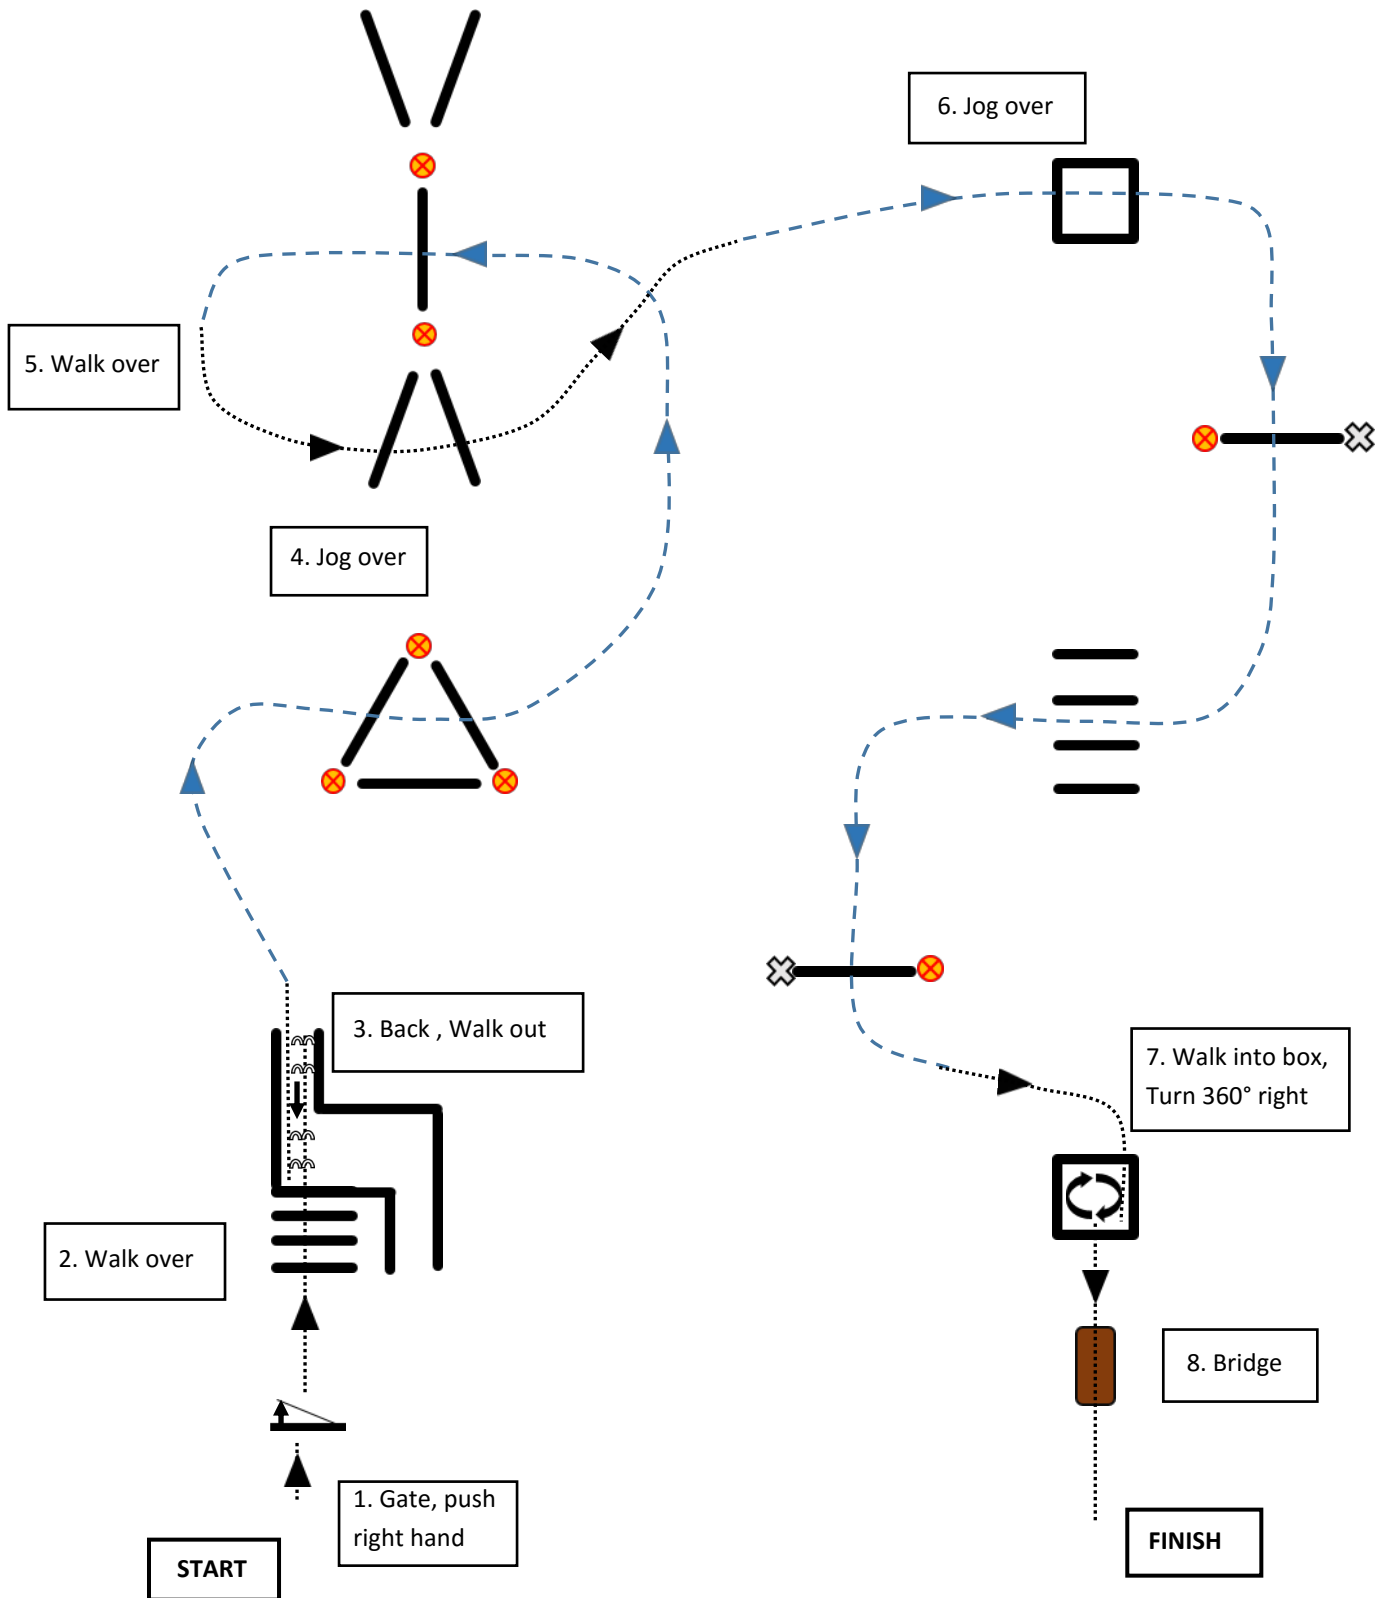 6. Jog over
5. Walk over
4. Jog over
3. Back , Walk out
7. Walk into box,
Turn 360° right
2. Walk over
8. Bridge
1. Gate, push
right hand
START
FINISH